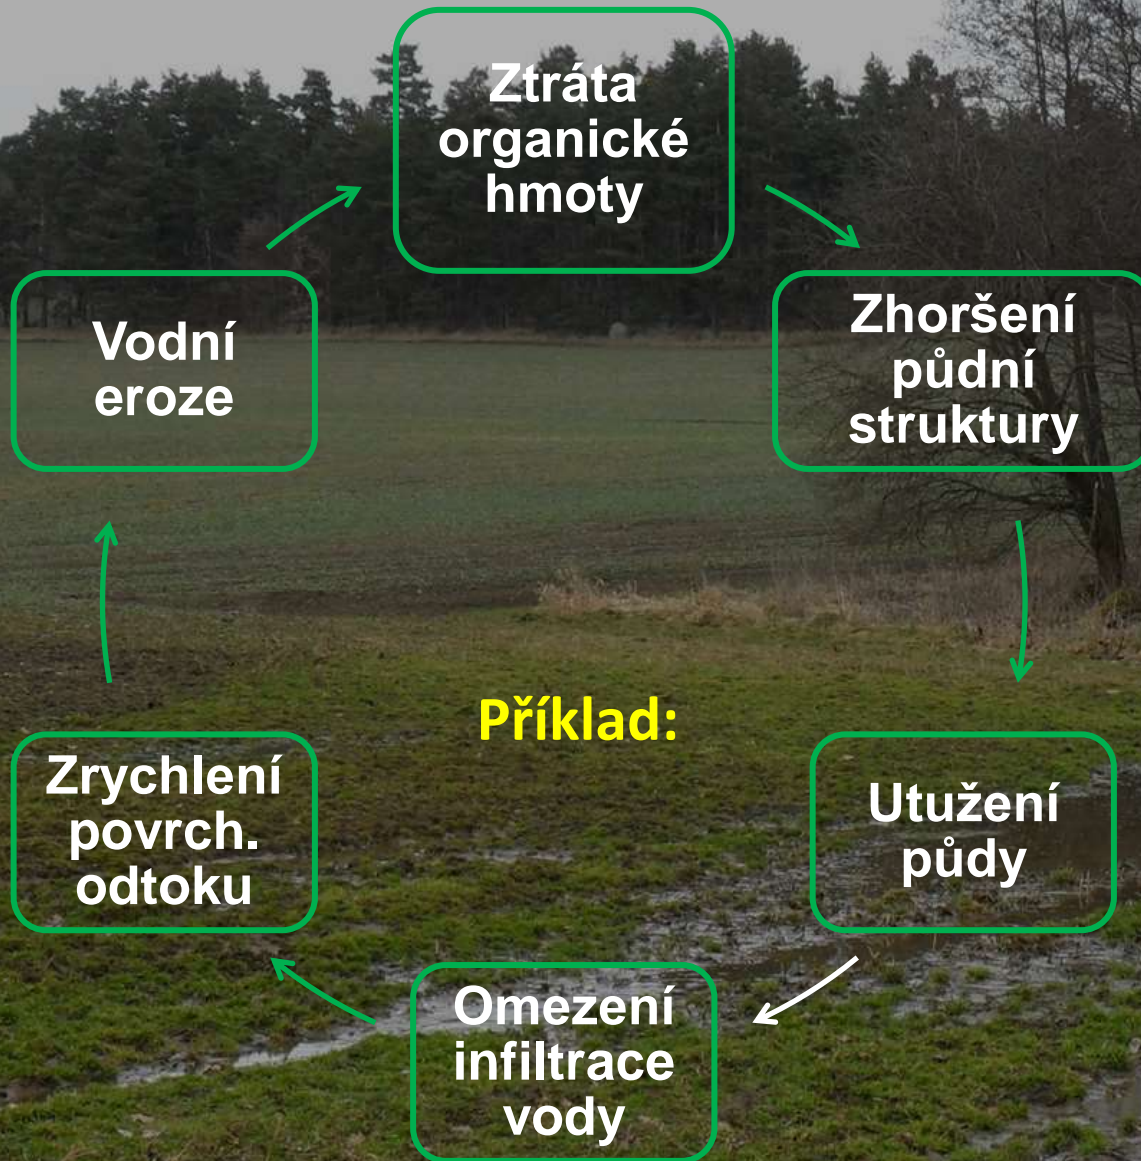 Ztráta
organické
hmoty
Zhoršení
půdní
struktury
Utužení
půdy
Omezení
infiltrace
vody
Zrychlení
povrch.
odtoku
Vodní
eroze
Příklad: